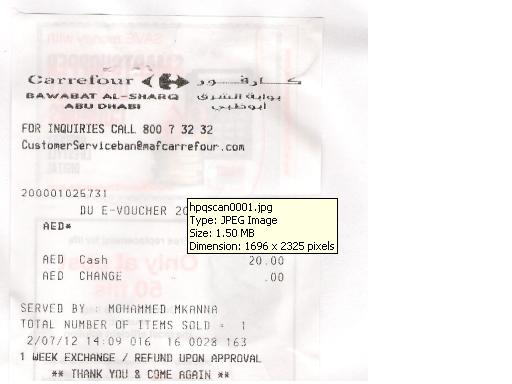 Carrefour كارفور
BAWABAT AL-SHARQ بوابة الشرق
ABU DHABI ابوظبي
FOR INQUIRIES CALL 800 7 32 32
CustomerServiceban@mafcarrefour.com
200001026731
DU E-VOUCHER 20
AED*
hpqscan0001.jpg
Type: JPEG Image
Size: 1.50 MB
Dimension: 1696 x 2325 pixels
AED Cash 20.00
AED CHANGE .00
SERVED BY : MOHAMMED MKANNA
TOTAL NUMBER OF ITEMS SOLD = 1
2/07/12 14:09 016 16 0028 163
1 WEEK EXCHANGE / REFUND UPON APPROVAL
** THANK YOU & COME AGAIN **